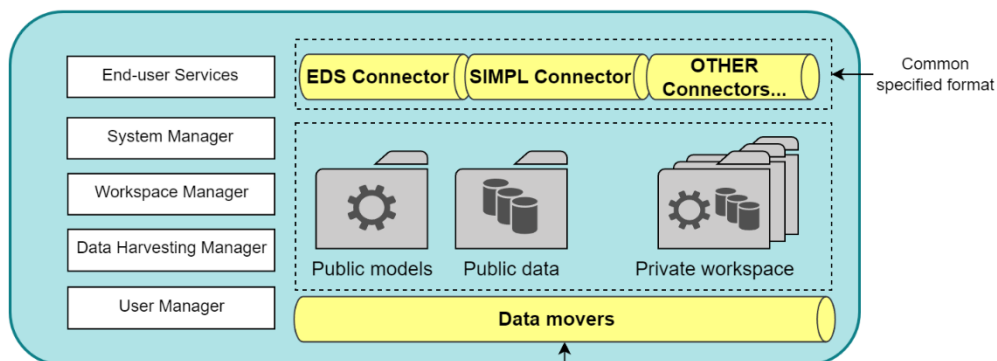 End-user Services
System Manager
Workspace Manager
Data Harvesting Manager
User Manager
EDS Connector
SIMPL Connector
OTHER
Connectors...
Common
specified format
Public models
Public data
Private workspace
Data movers